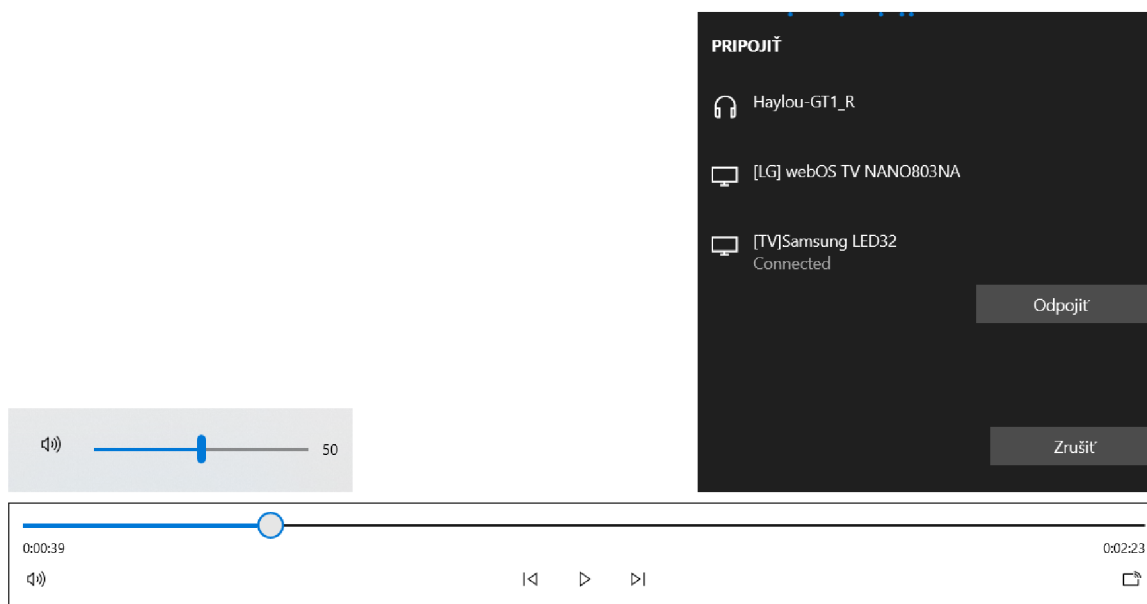 PRIPOJIŤ
Haylou-GT1_R
[LG] webOS TV NANO803NA
[TV]Samsung LED32
Connected
Odpojiť
Zrušiť
50
0:00:39
0:02:23